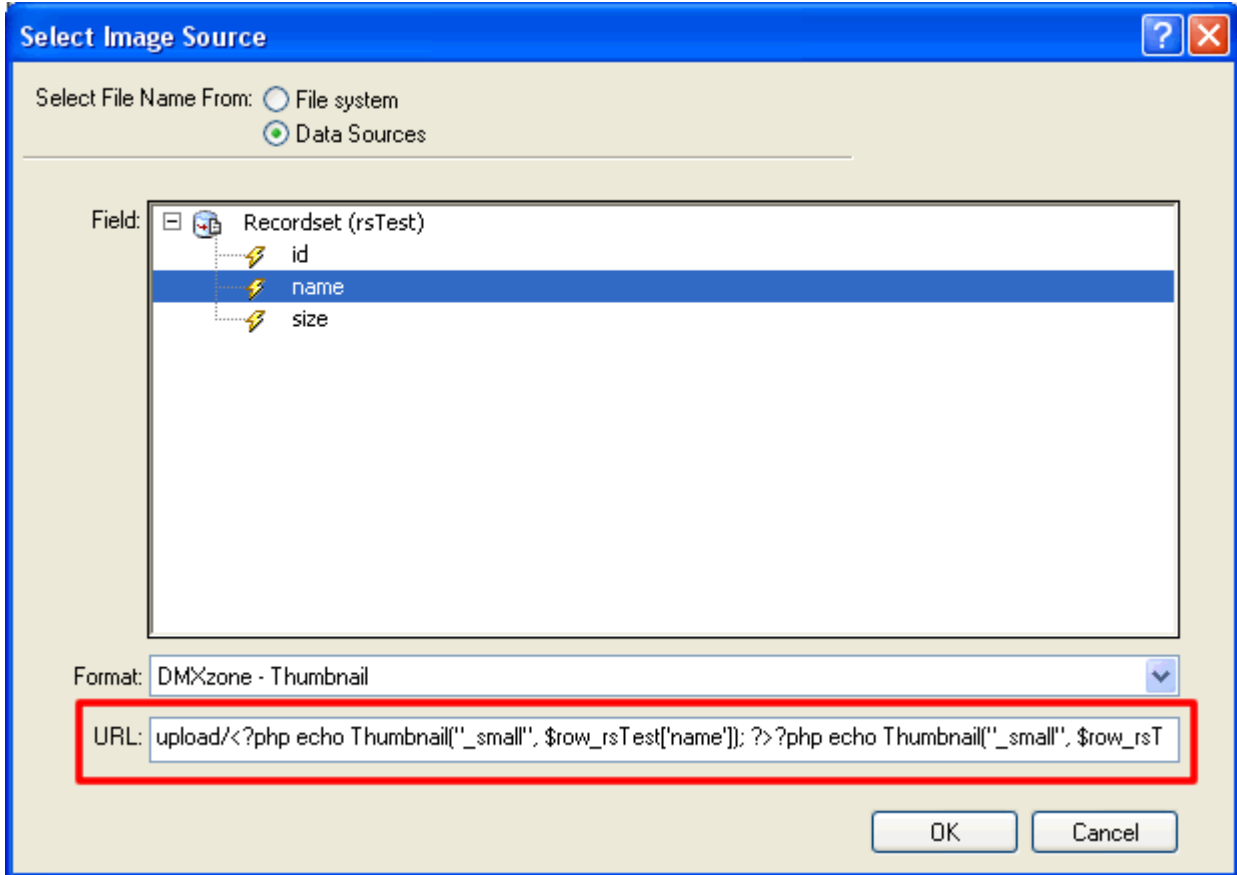 Select Image Source
Select File Name From: File system
Data Sources
Field: Recordset (rsTest)
id
name
size
Format: DMXzone - Thumbnail
URL: upload/<?php echo Thumbnail("_small", $row_rsTest['name']); ?>?php echo Thumbnail("_small", $row_rsT
OK Cancel